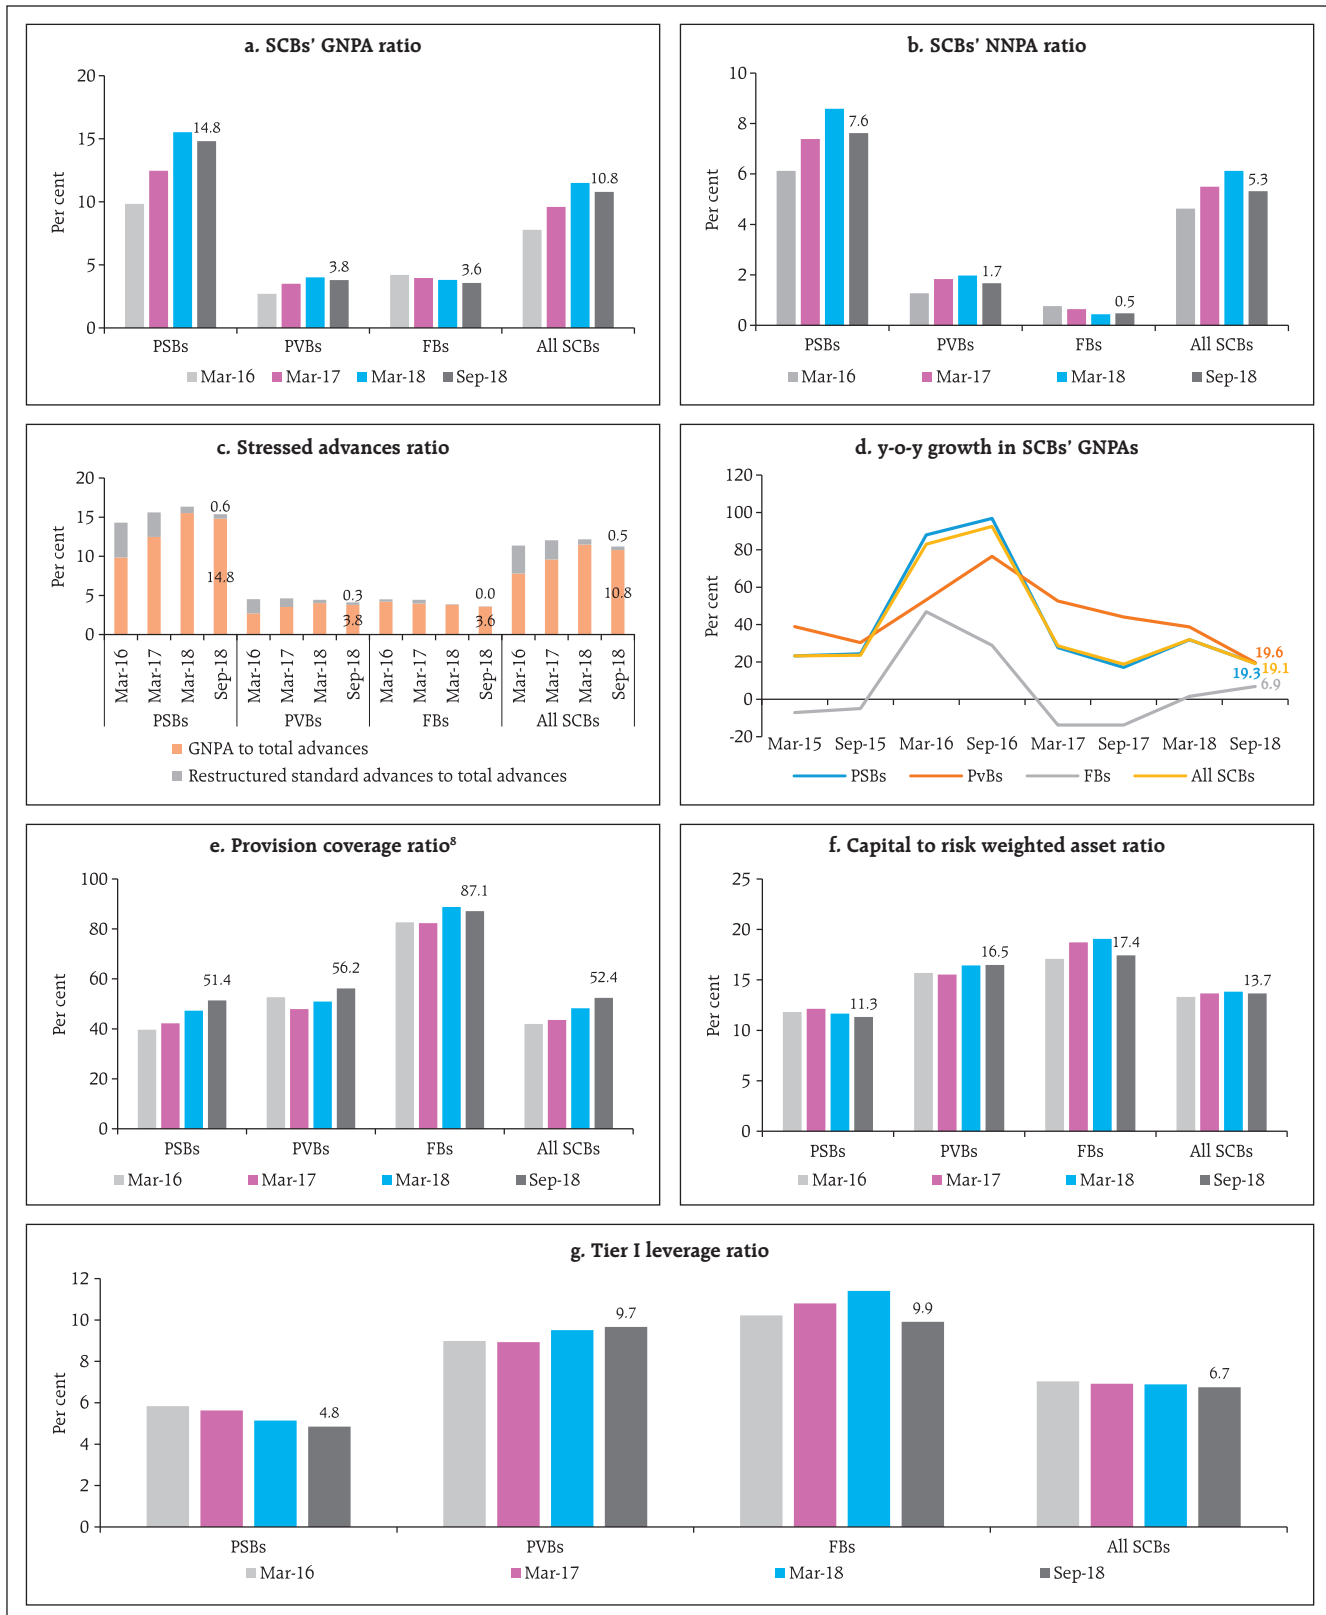 a. SCBs' GNPA ratio
20
15
10
5
0
Per cent
14.8
3.8
3.6
10.8
PSBs PVBs FBs All SCBs
Mar-16 Mar-17 Mar-18 Sep-18
b. SCBs' NNPA ratio
10
8
6
4
2
0
Per cent
7.6
1.7
0.5
5.3
PSBs PVBs FBs All SCBs
Mar-16 Mar-17 Mar-18 Sep-18
c. Stressed advances ratio
20
15
10
5
0
Per cent
0.6
14.8
0.3
3.8
0.0
3.6
0.5
10.8
Mar-16 Mar-17 Mar-18 Sep-18 Mar-16 Mar-17 Mar-18 Sep-18 Mar-16 Mar-17 Mar-18 Sep-18 Mar-16 Mar-17 Mar-18 Sep-18
PSBs PVBs FBs All SCBs
GNPA to total advances
Restructured standard advances to total advances
d. y-o-y growth in SCBs' GNPAs
120
100
80
60
40
20
0
-20
Per cent
19.6
19.3
19.1
6.9
Mar-15 Sep-15 Mar-16 Sep-16 Mar-17 Sep-17 Mar-18 Sep-18
PSBs PvBs FBs All SCBs
e. Provision coverage ratio⁸
100
80
60
40
20
0
Per cent
51.4
56.2
87.1
52.4
PSBs PVBs FBs All SCBs
Mar-16 Mar-17 Mar-18 Sep-18
f. Capital to risk weighted asset ratio
25
20
15
10
5
0
Per cent
11.3
16.5
17.4
13.7
PSBs PVBs FBs All SCBs
Mar-16 Mar-17 Mar-18 Sep-18
g. Tier I leverage ratio
12
10
8
6
4
2
0
Per cent
4.8
9.7
9.9
6.7
PSBs PVBs FBs All SCBs
Mar-16 Mar-17 Mar-18 Sep-18